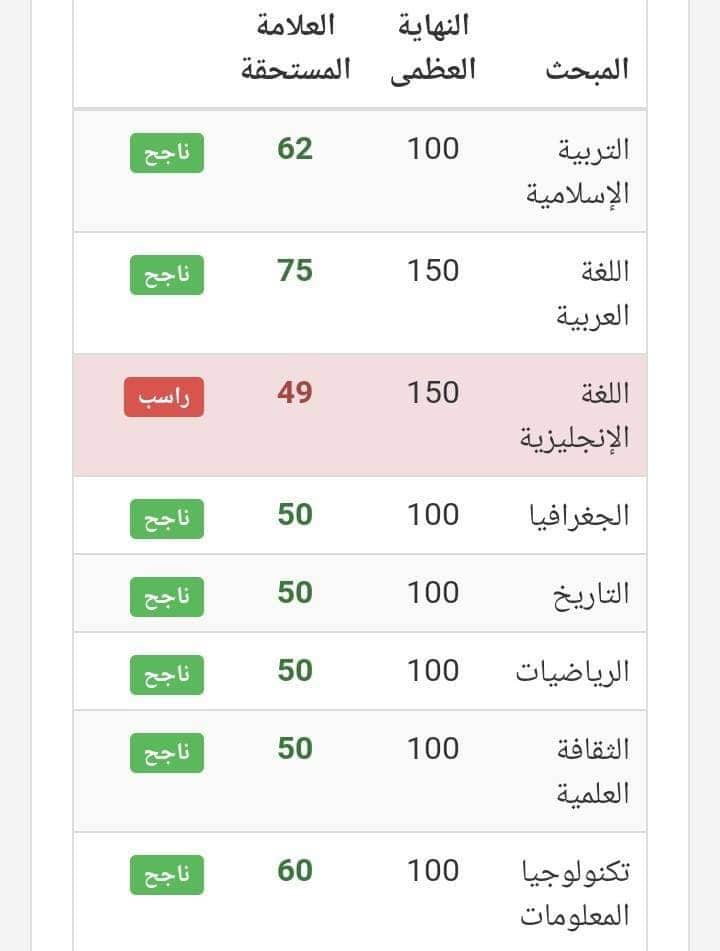 المبحث النهاية العظمى العلامة المستحقة
التربية الإسلامية 100 62 ناجح
اللغة العربية 150 75 ناجح
اللغة الإنجليزية 150 49 راسب
الجغرافيا 100 50 ناجح
التاريخ 100 50 ناجح
الرياضيات 100 50 ناجح
الثقافة العلمية 100 50 ناجح
تكنولوجيا المعلومات 100 60 ناجح